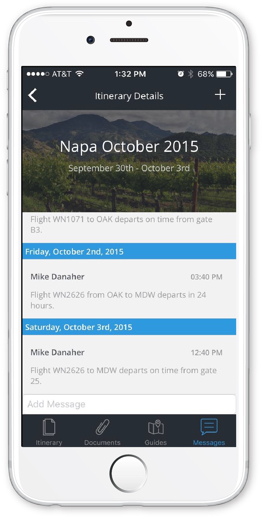 AT&T 1:32 PM 68%
Itinerary Details
Napa October 2015
September 30th - October 3rd
Flight WN1071 to OAK departs on time from gate
B3.
Friday, October 2nd, 2015
Mike Danaher 03:40 PM
Flight WN2626 from OAK to MDW departs in 24
hours.
Saturday, October 3rd, 2015
Mike Danaher 12:40 PM
Flight WN2626 to MDW departs on time from gate
25.
Add Message
Itinerary Documents Guides Messages